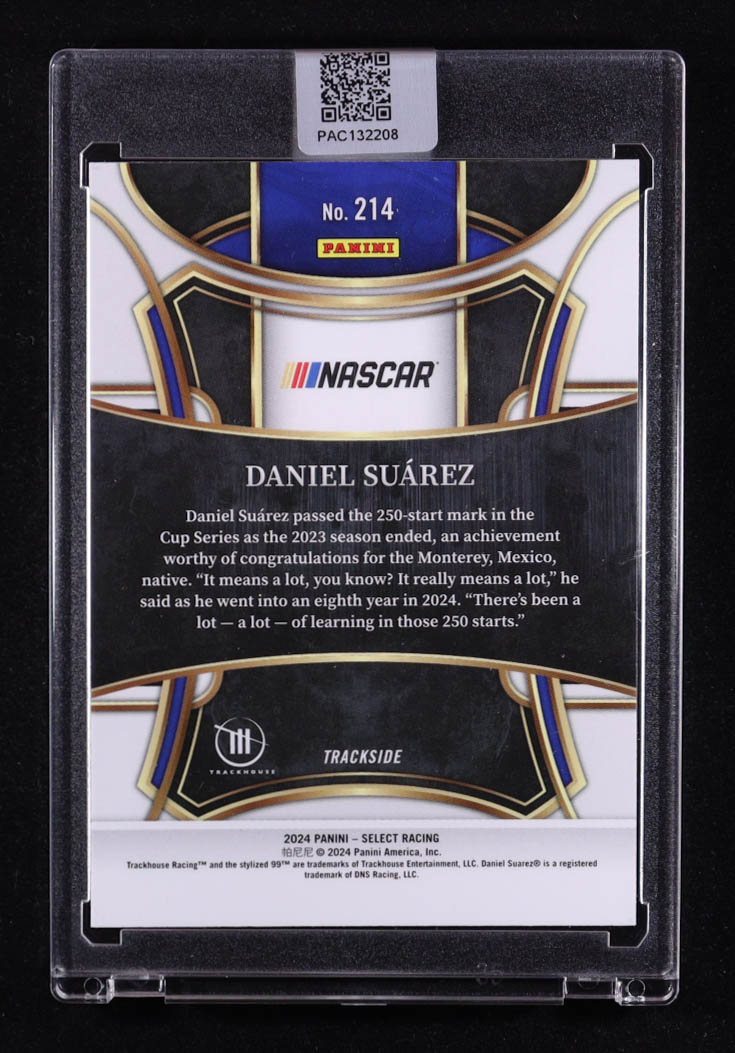 PAC132208
No. 214
PANINI
NASCAR
DANIEL SUÁREZ
Daniel Suárez passed the 250-start mark in the
Cup Series as the 2023 season ended, an achievement
worthy of congratulations for the Monterey, Mexico,
native. “It means a lot, you know? It really means a lot,” he
said as he went into an eighth year in 2024. “There’s been a
lot — a lot — of learning in those 250 starts.”
TRACKHOUSE
TRACKSIDE
2024 PANINI – SELECT RACING
帕尼尼 © 2024 Panini America, Inc.
Trackhouse Racing™ and the stylized 99™ are trademarks of Trackhouse Entertainment, LLC. Daniel Suarez® is a registered
trademark of DNS Racing, LLC.